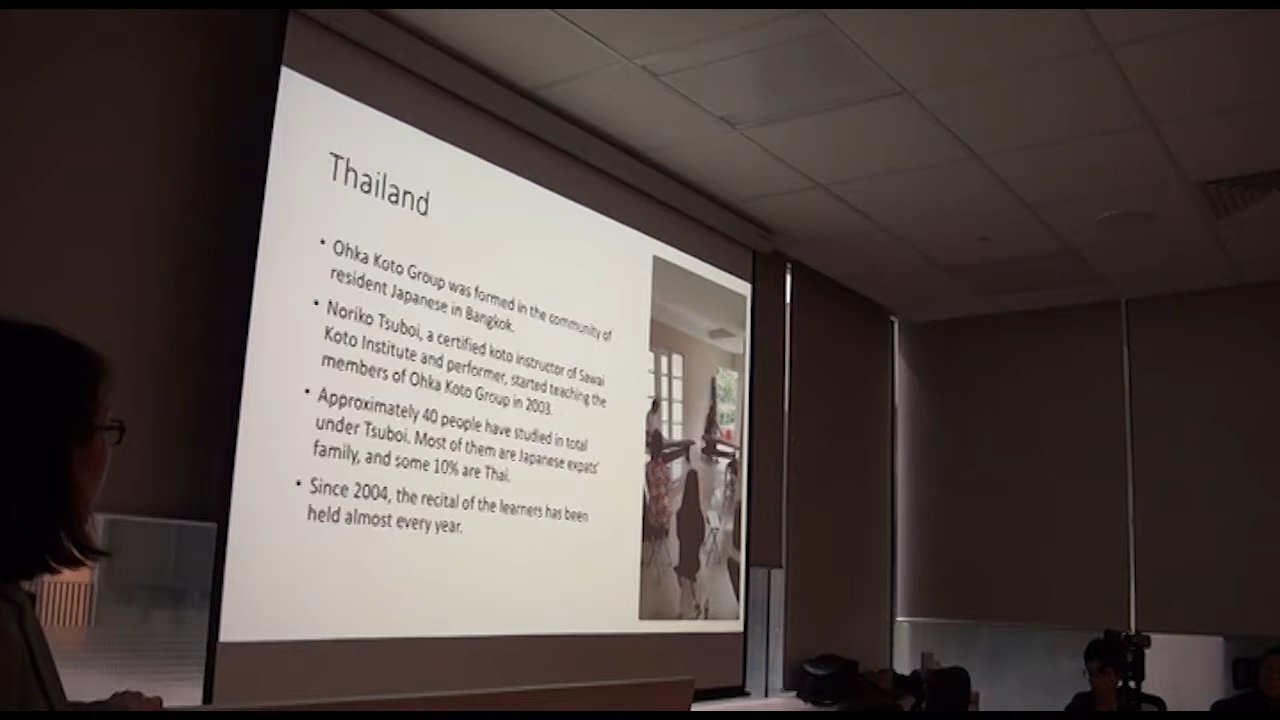 Thailand
• Ohka Koto Group was formed in the community of
resident Japanese in Bangkok.
• Noriko Tsuboi, a certified koto instructor of Sawai
Koto Institute and performer, started teaching the
members of Ohka Koto Group in 2003.
• Approximately 40 people have studied in total
under Tsuboi. Most of them are Japanese expats'
family, and some 10% are Thai.
• Since 2004, the recital of the learners has been
held almost every year.